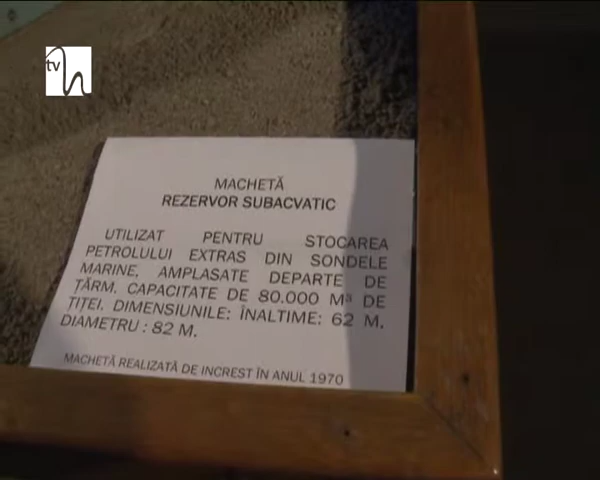 tv h
MACHETĂ
REZERVOR SUBACVATIC
UTILIZAT PENTRU STOCAREA
PETROLULUI EXTRAS DIN SONDELE
MARINE, AMPLASATE DEPARTE DE
ȚĂRM. CAPACITATE DE 80.000 M³ DE
ȚIȚEI. DIMENSIUNILE: ÎNALTIME: 62 M.
DIAMETRU : 82 M.
MACHETĂ REALIZATĂ DE INCREST ÎN ANUL 1970